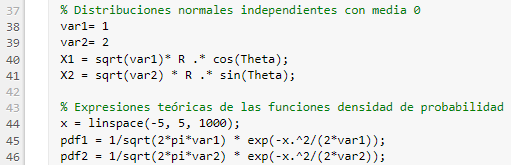 37 % Distribuciones normales independientes con media 0
38 var1= 1
39 var2= 2
40 X1 = sqrt(var1)* R .* cos(Theta);
41 X2 = sqrt(var2) * R .* sin(Theta);
42
43 % Expresiones teóricas de las funciones densidad de probabilidad
44 x = linspace(-5, 5, 1000);
45 pdf1 = 1/sqrt(2*pi*var1) * exp(-x.^2/(2*var1));
46 pdf2 = 1/sqrt(2*pi*var2) * exp(-x.^2/(2*var2));